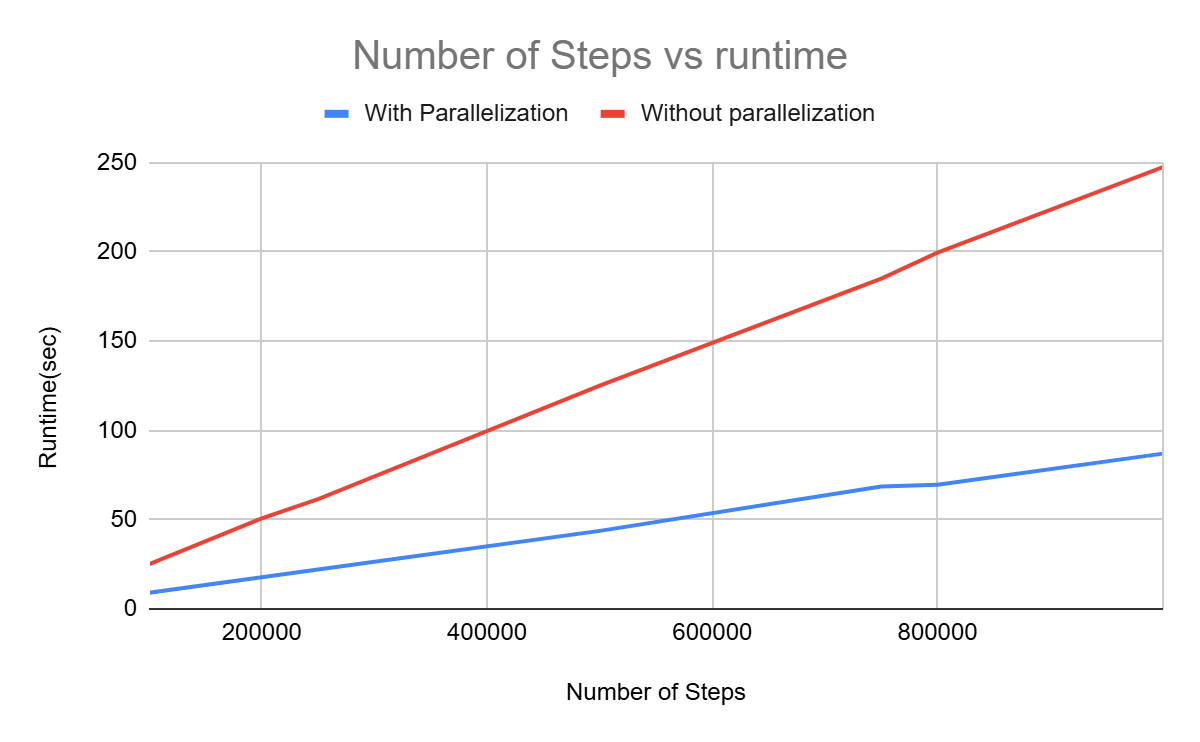 Number of Steps vs runtime
With Parallelization Without parallelization
250
200
150
100
50
0
Runtime(sec)
200000 400000 600000 800000
Number of Steps